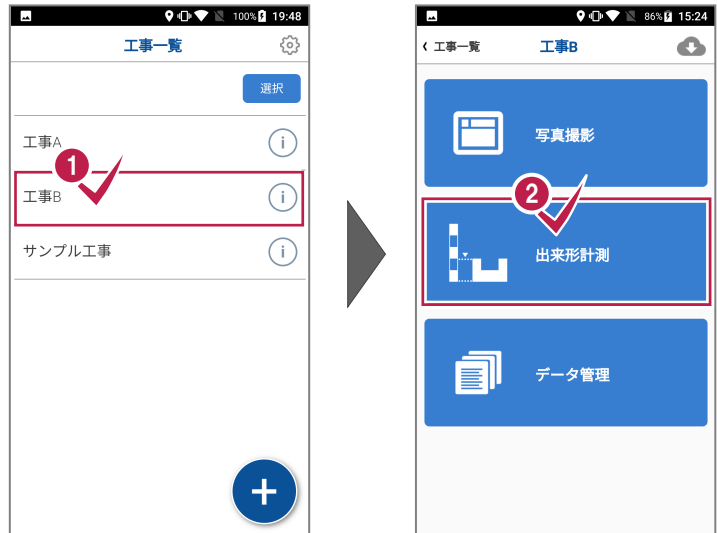 100% 19:48
工事一覧
選択
工事A
1
工事B
サンプル工事
86% 15:24
工事一覧 工事B
写真撮影
2
出来形計測
データ管理